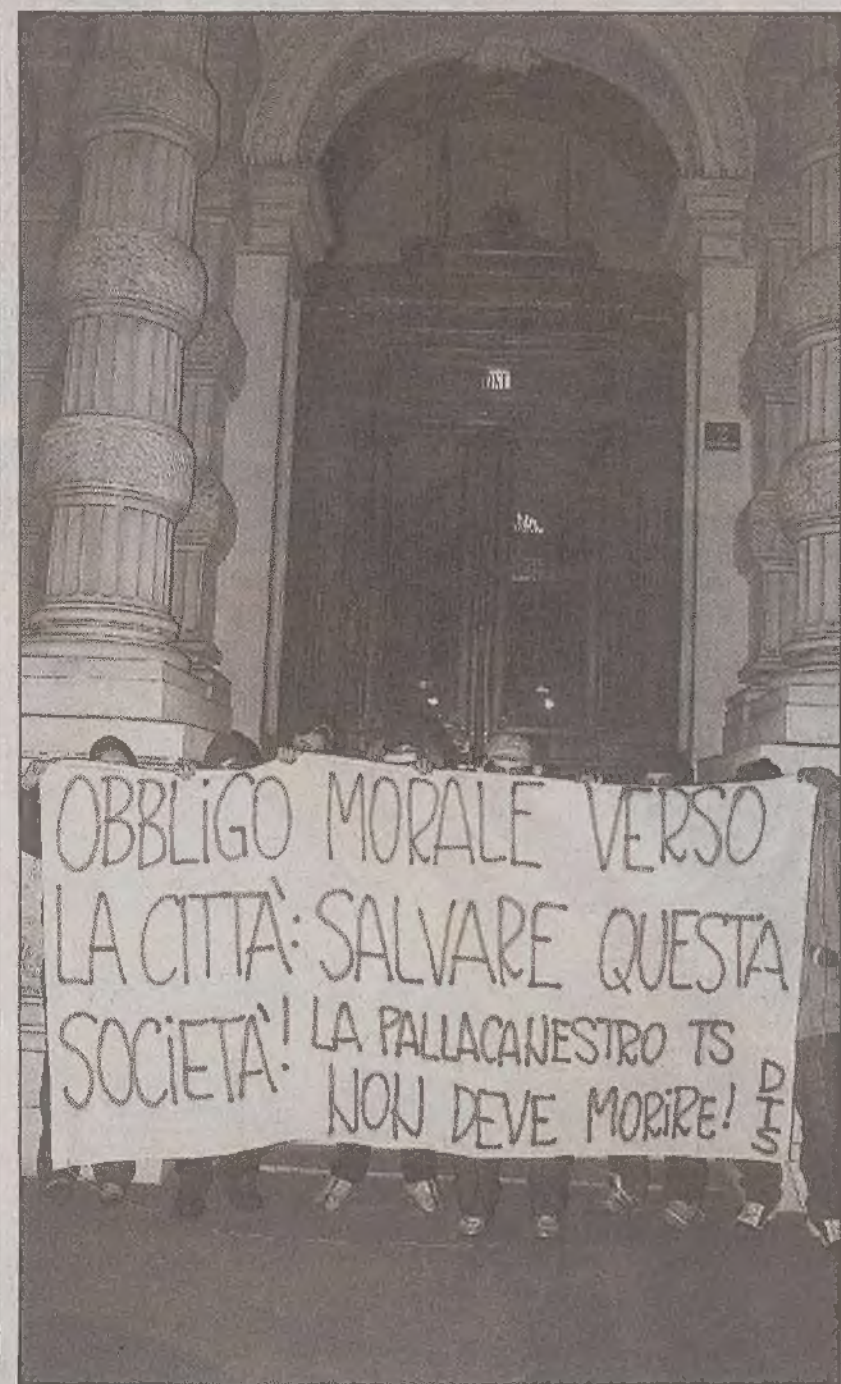 OBBLiGO MORALE VERSO
LA CITTÀ: SALVARE QUESTA
SOCiETÀ! LA PALLACANESTRO TS
NON DEVE MORiRE!
DTS